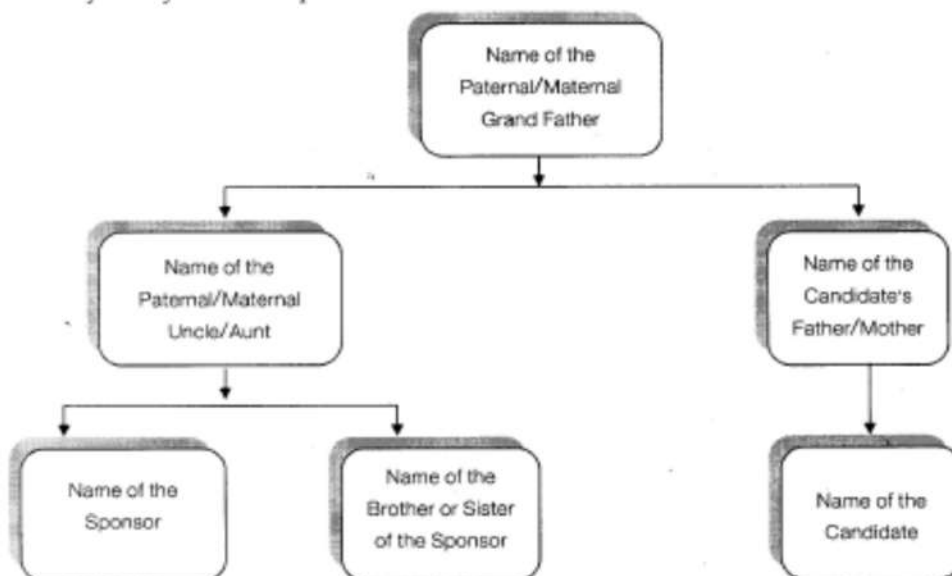 Name of the
Paternal/Maternal
Grand Father
Name of the
Paternal/Maternal
Uncle/Aunt
Name of the
Candidate's
Father/Mother
Name of the
Sponsor
Name of the
Brother or Sister
of the Sponsor
Name of the
Candidate